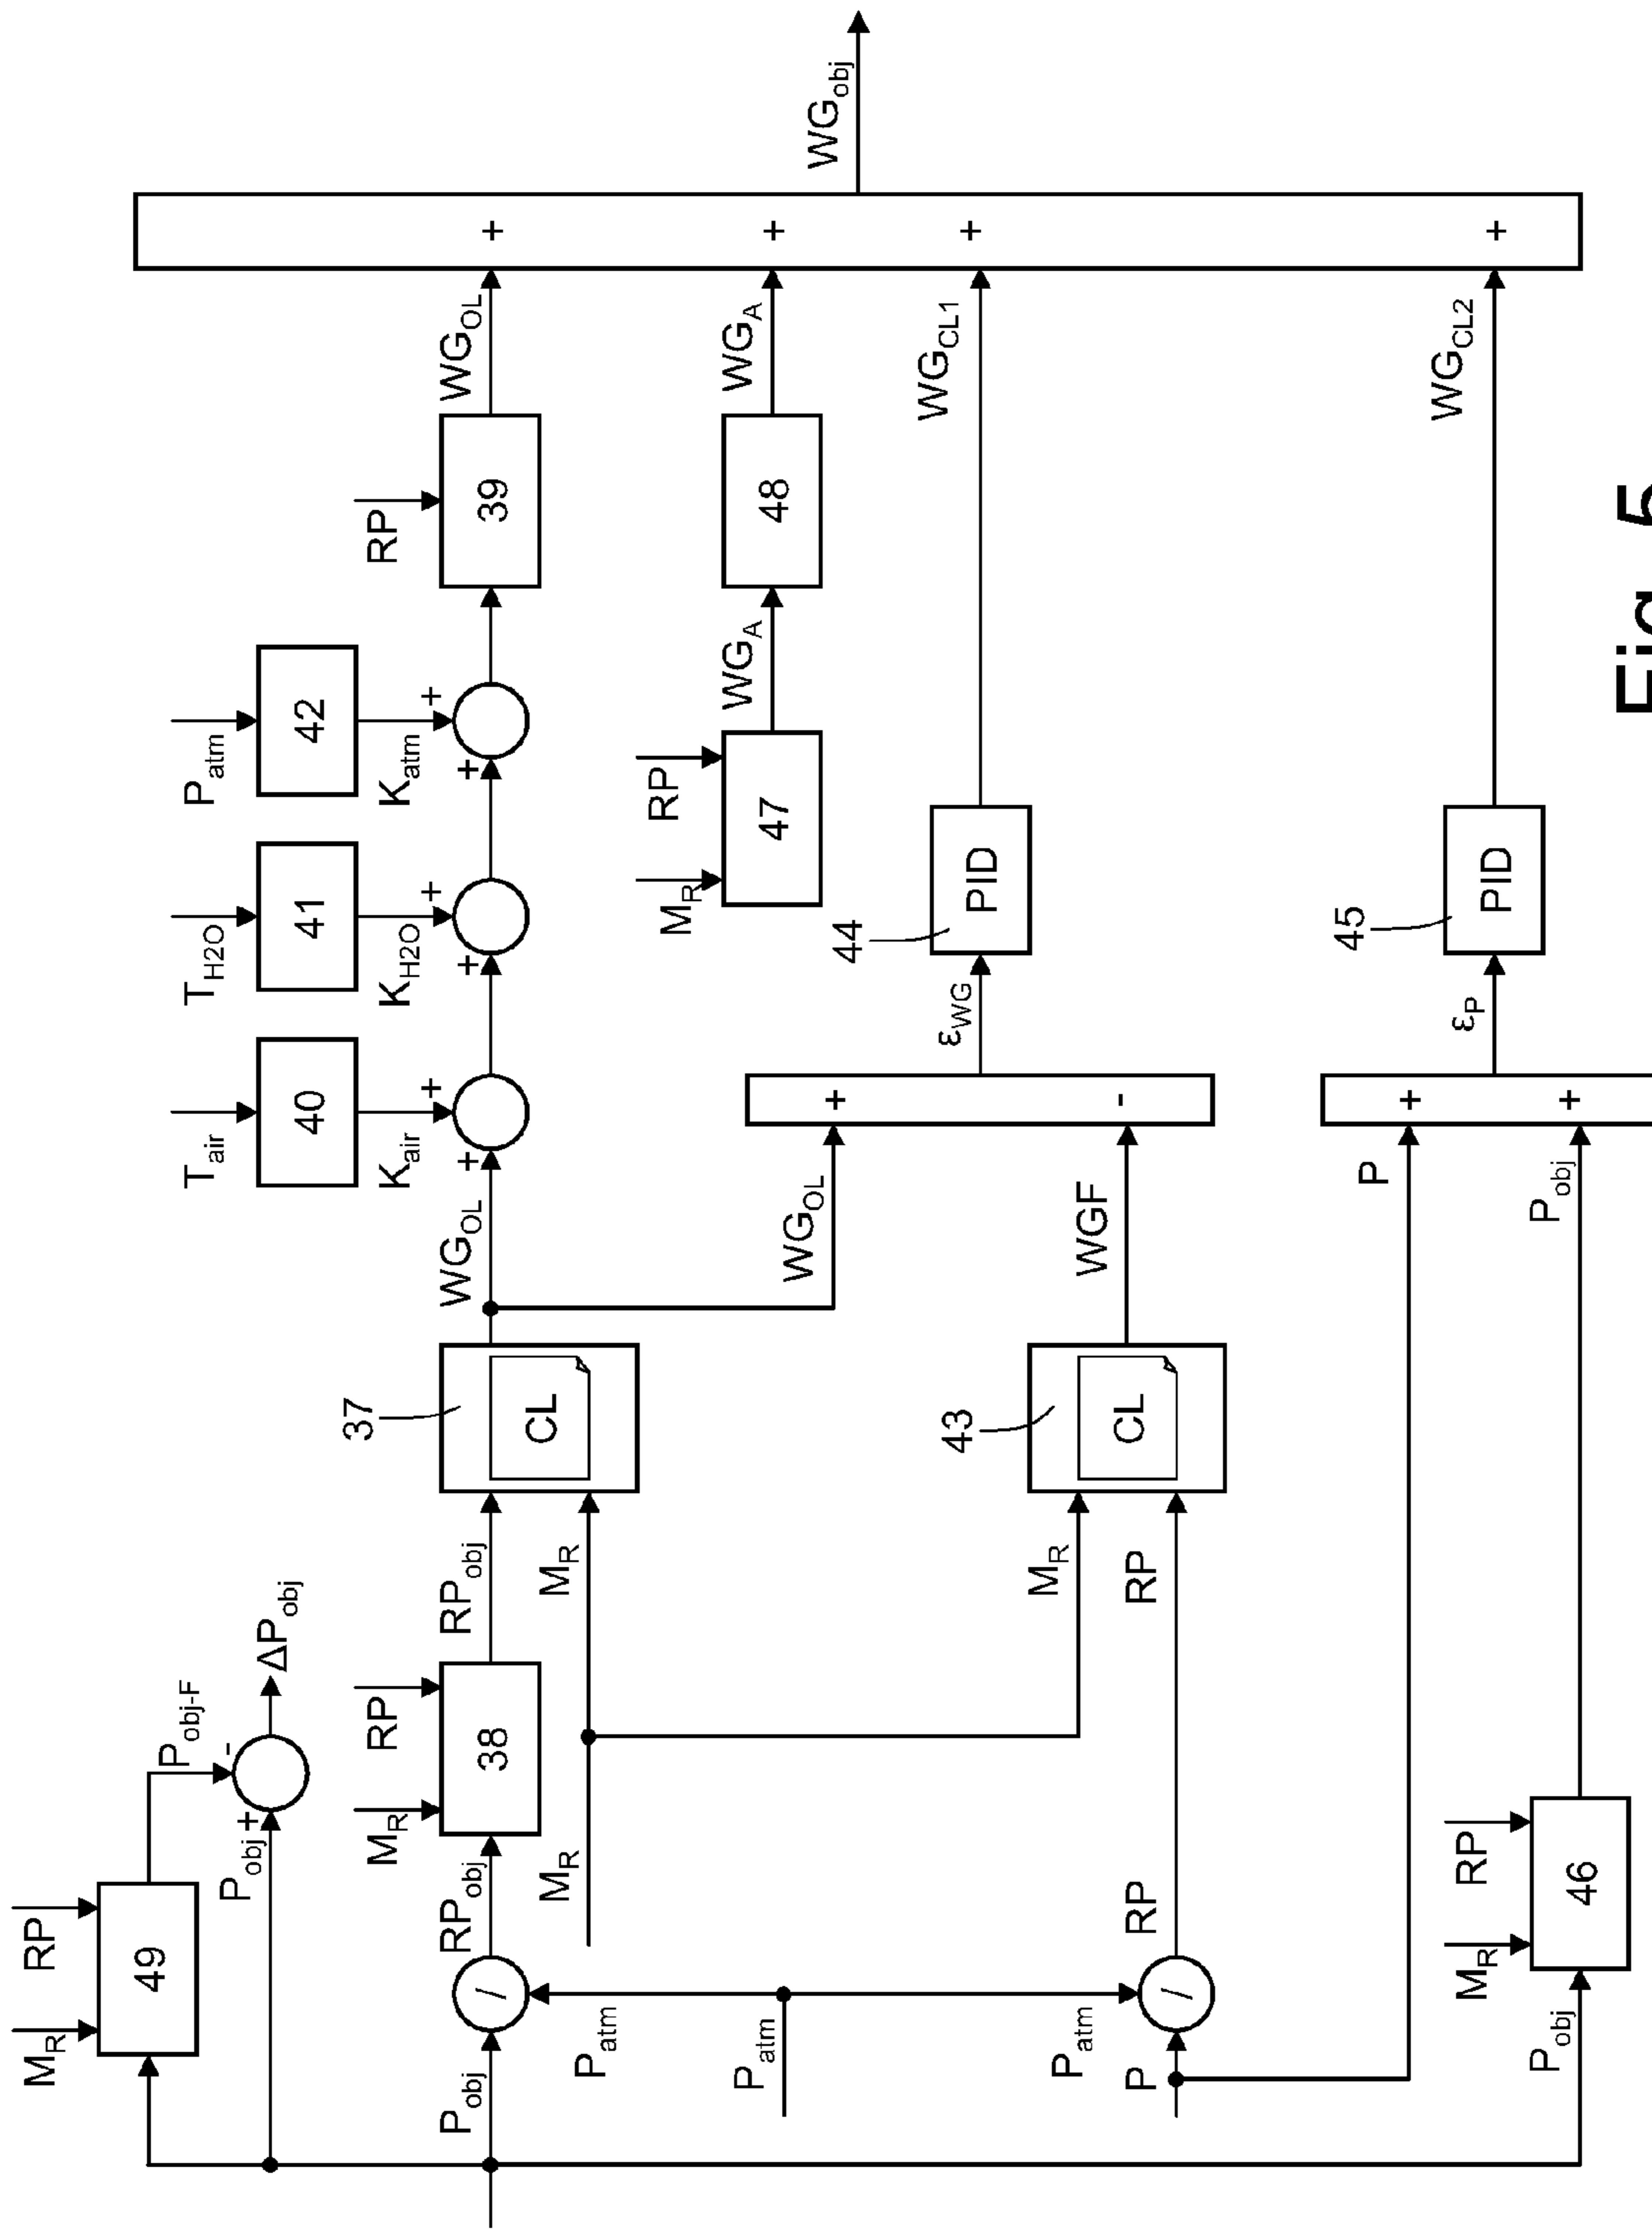 WG_obj
+
+
+
+
WG_OL
WG_A
WG_CL1
WG_CL2
RP
39
48
P_atm
42
K_atm
+
+
WG_A
M_R
RP
47
T_H2O
41
K_H2O
+
+
44
PID
45
PID
T_air
40
K_air
+
+
ε_WG
ε_P
+
-
+
+
WG_OL
WG_OL
WGF
P
P_obj
37
CL
43
CL
RP_obj
M_R
M_R
RP
ΔP_obj
P_obj-F
-
P_obj
+
M_R
RP
38
M_R
RP
49
RP_obj
M_R
RP
M_R
RP
46
/
/
P_obj
P_atm
P_atm
P_atm
P
P_obj